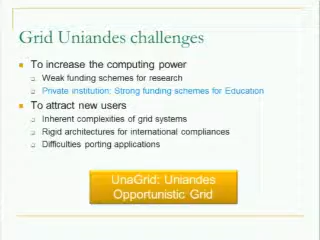 Grid Uniandes challenges
To increase the computing power
Weak funding schemes for research
Private institution: Strong funding schemes for Education
To attract new users
Inherent complexities of grid systems
Rigid architectures for international compliances
Difficulties porting applications
UnaGrid: Uniandes
Opportunistic Grid